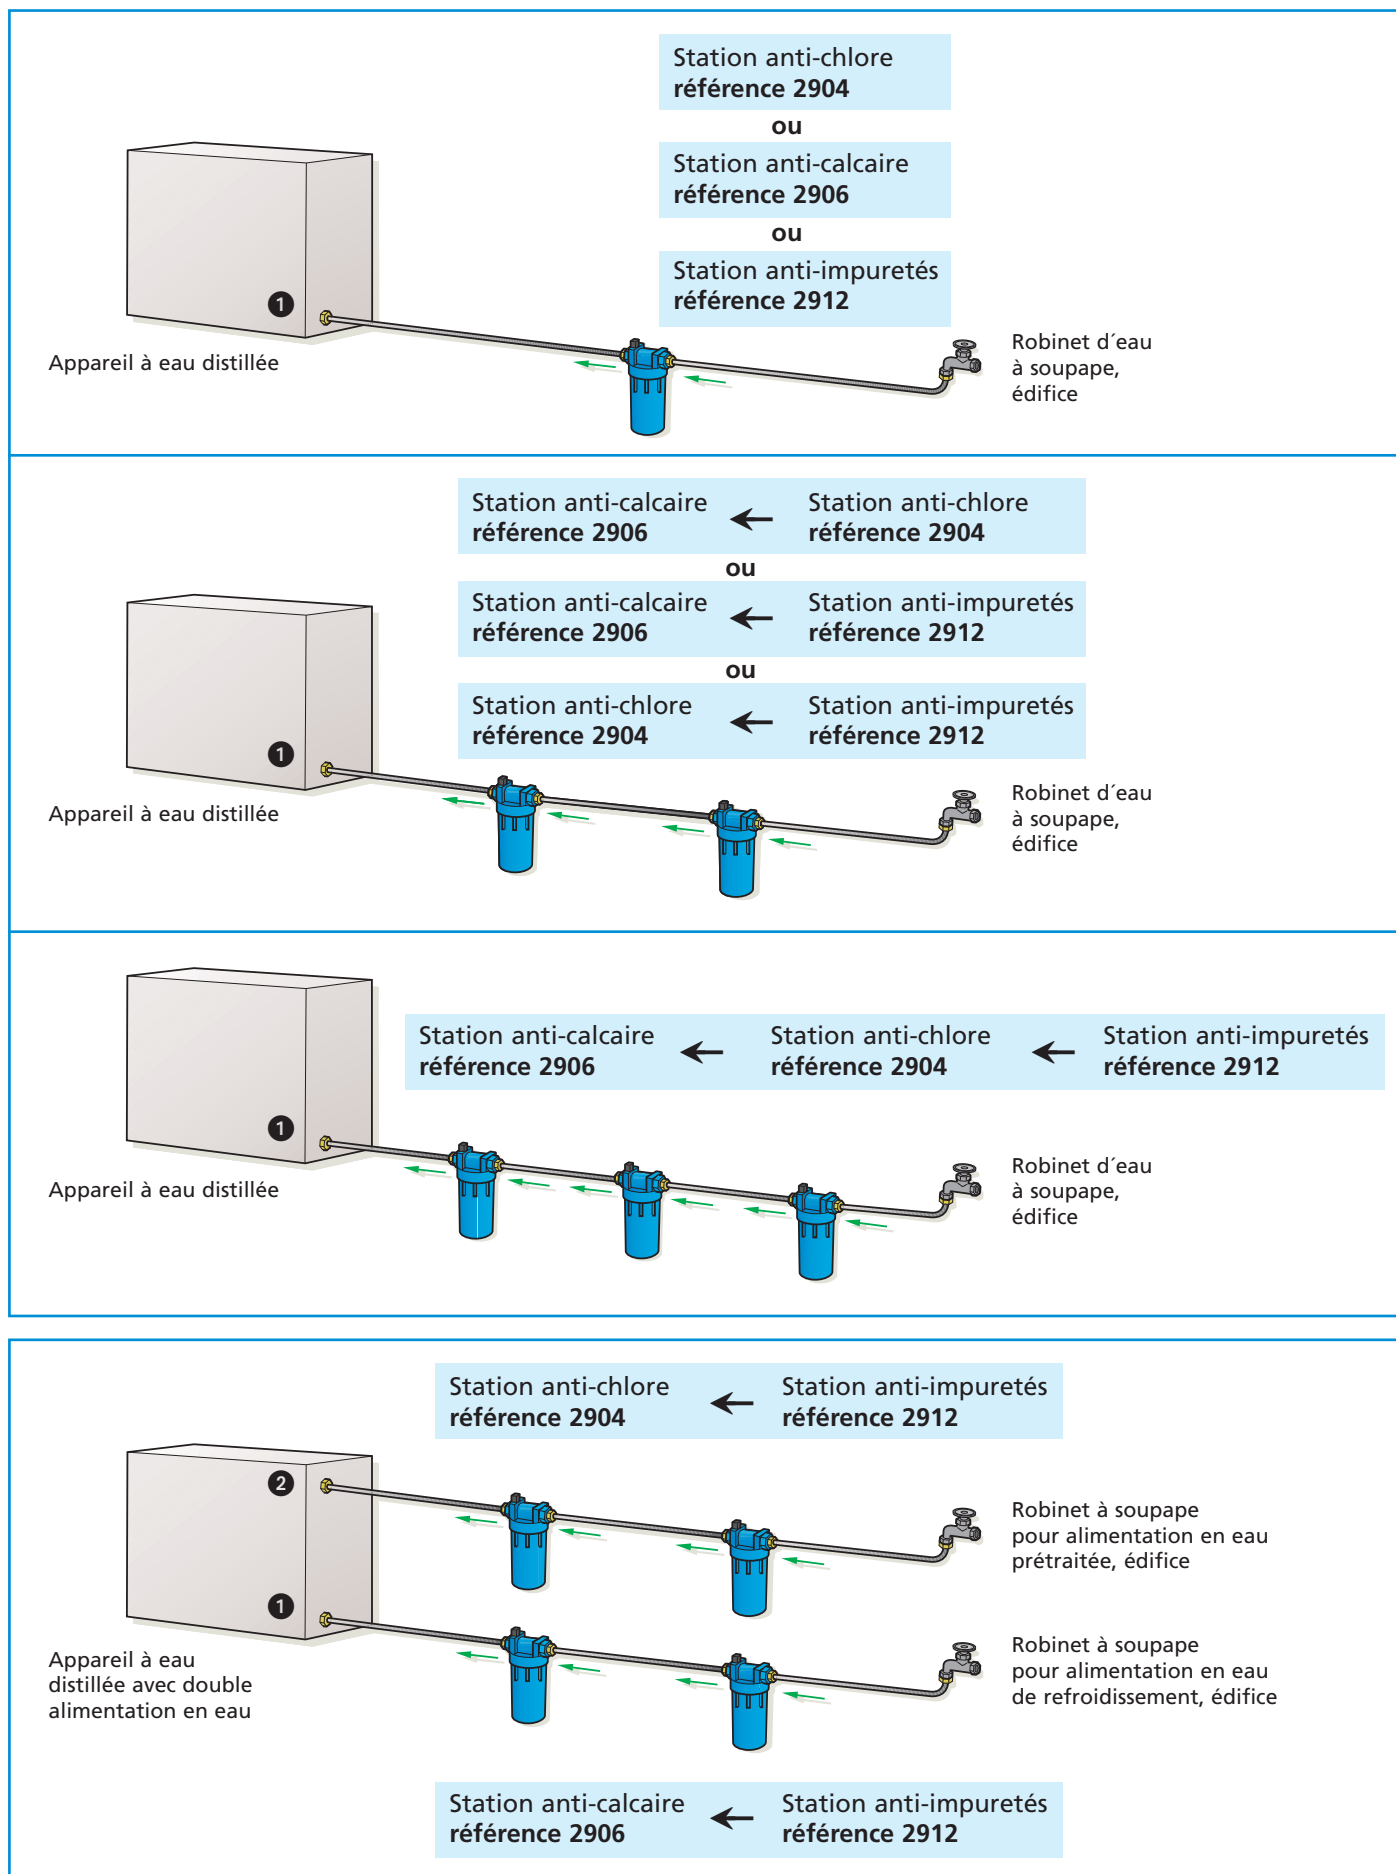 Station anti-chlore
référence 2904
ou
Station anti-calcaire
référence 2906
ou
Station anti-impuretés
référence 2912
1
Appareil à eau distillée
Robinet d´eau
à soupape,
édifice
Station anti-calcaire
référence 2906
Station anti-chlore
référence 2904
ou
Station anti-calcaire
référence 2906
Station anti-impuretés
référence 2912
ou
Station anti-chlore
référence 2904
Station anti-impuretés
référence 2912
1
Appareil à eau distillée
Robinet d´eau
à soupape,
édifice
Station anti-calcaire
référence 2906
Station anti-chlore
référence 2904
Station anti-impuretés
référence 2912
1
Appareil à eau distillée
Robinet d´eau
à soupape,
édifice
Station anti-chlore
référence 2904
Station anti-impuretés
référence 2912
2
Robinet à soupape
pour alimentation en eau
prétraitée, édifice
1
Appareil à eau
distillée avec double
alimentation en eau
Robinet à soupape
pour alimentation en eau
de refroidissement, édifice
Station anti-calcaire
référence 2906
Station anti-impuretés
référence 2912